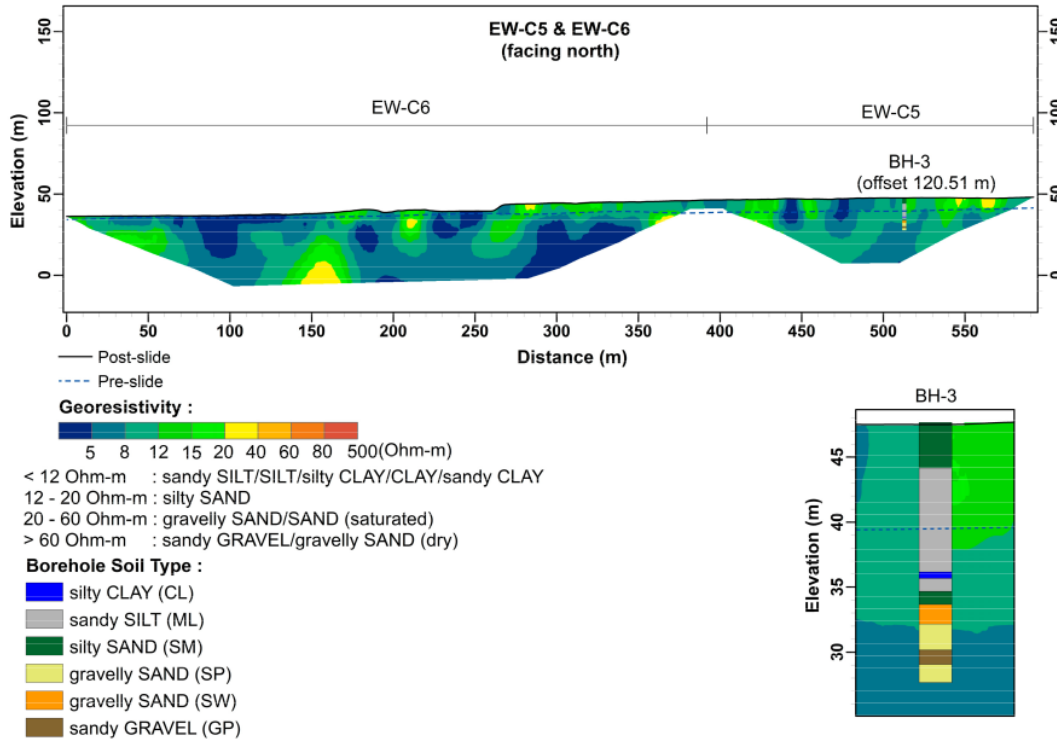 EW-C5 & EW-C6
(facing north)
150
100
50
0
Elevation (m)
150
100
50
0
Elevation (m)
EW-C6
EW-C5
BH-3
(offset 120.51 m)
0 50 100 150 200 250 300 350 400 450 500 550
Distance (m)
Post-slide
Pre-slide
Georesistivity :
5 8 12 15 20 40 60 80 500 (Ohm-m)
< 12 Ohm-m : sandy SILT/SILT/silty CLAY/CLAY/sandy CLAY
12 - 20 Ohm-m : silty SAND
20 - 60 Ohm-m : gravelly SAND/SAND (saturated)
> 60 Ohm-m : sandy GRAVEL/gravelly SAND (dry)
Borehole Soil Type :
silty CLAY (CL)
sandy SILT (ML)
silty SAND (SM)
gravelly SAND (SP)
gravelly SAND (SW)
sandy GRAVEL (GP)
BH-3
45
40
35
30
Elevation (m)